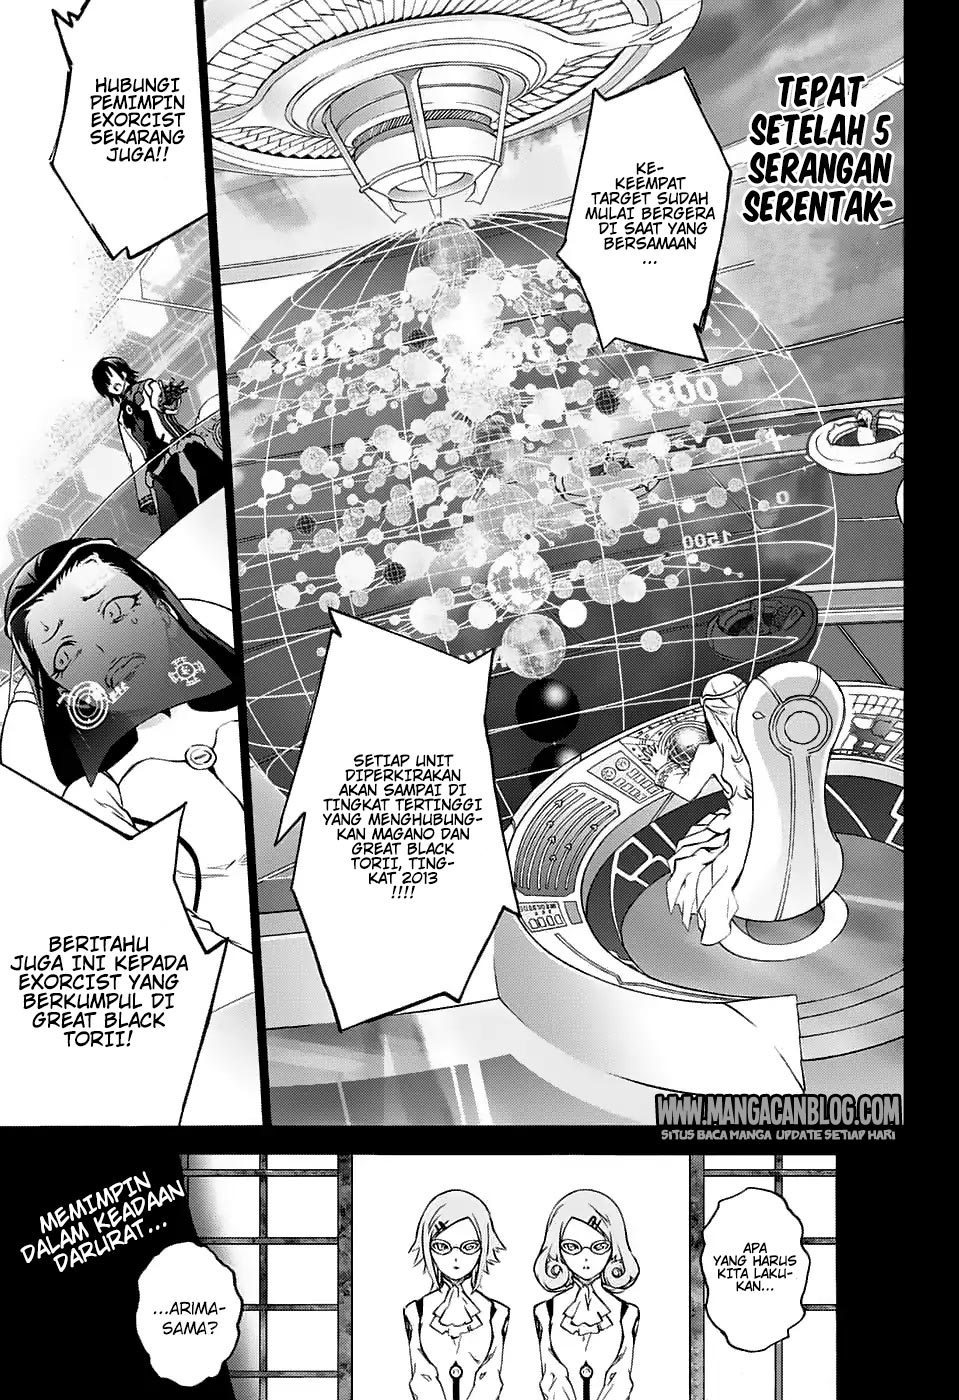 TEPAT
SETELAH 5
SERANGAN
SERENTAK-
KE-
KEEMPAT
TARGET SUDAH
MULAI BERGERA
DI SAAT YANG
BERSAMAAN
...
HUBUNGI
PEMIMPIN
EXORCIST
SEKARANG
JUGA!!
1800
1500
0
SETIAP UNIT
DIPERKIRAKAN
AKAN SAMPAI DI
TINGKAT TERTINGGI
YANG MENGHUBUNG-
KAN MAGANO DAN
GREAT BLACK
TORII, TING-
KAT 2013
!!!!
BERITAHU
JUGA INI KEPADA
EXORCIST YANG
BERKUMPUL DI
GREAT BLACK
TORII!
WWW.MANGACANBLOG.COM
SITUS BACA MANGA UPDATE SETIAP HARI
APA
YANG HARUS
KITA LAKU-
KAN...
MEMIMPIN
DALAM KEADAAN
DARURAT...
...ARIMA-
SAMA?